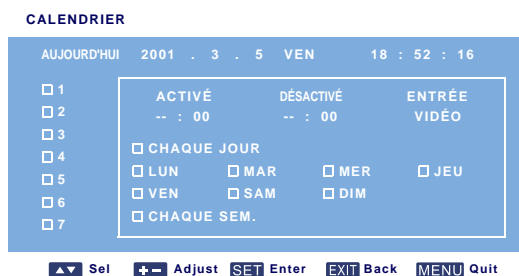 CALENDRIER
AUJOURD'HUI 2001 . 3 . 5 VEN 18 : 52 : 16
1
2
3
4
5
6
7
ACTIVÉ DÉSACTIVÉ ENTRÉE
-- : 00 -- : 00 VIDÉO
CHAQUE JOUR
LUN MAR MER JEU
VEN SAM DIM
CHAQUE SEM.
Sel Adjust SET Enter EXIT Back MENU Quit